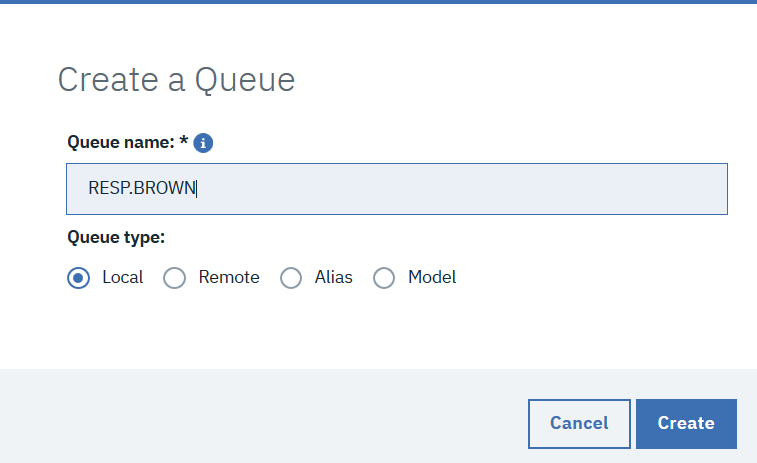 Create a Queue
Queue name: *
RESP.BROWN
Queue type:
Local Remote Alias Model
Cancel Create